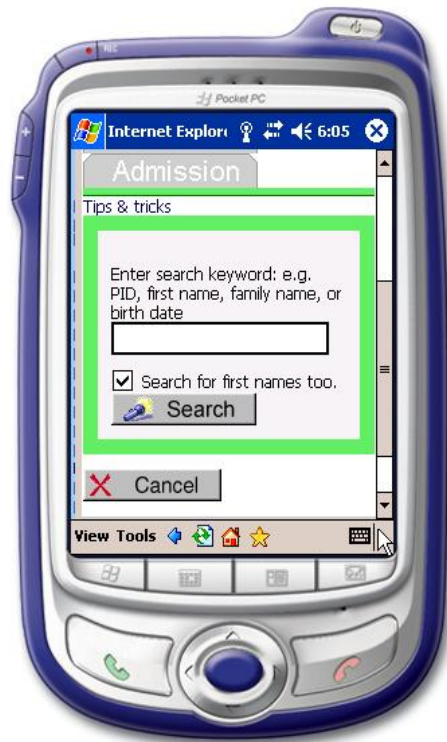 REC
Pocket PC
Internet Explor 6:05
Admission
Tips & tricks
Enter search keyword: e.g.
PID, first name, family name, or
birth date
Search for first names too.
Search
Cancel
View Tools
+
-